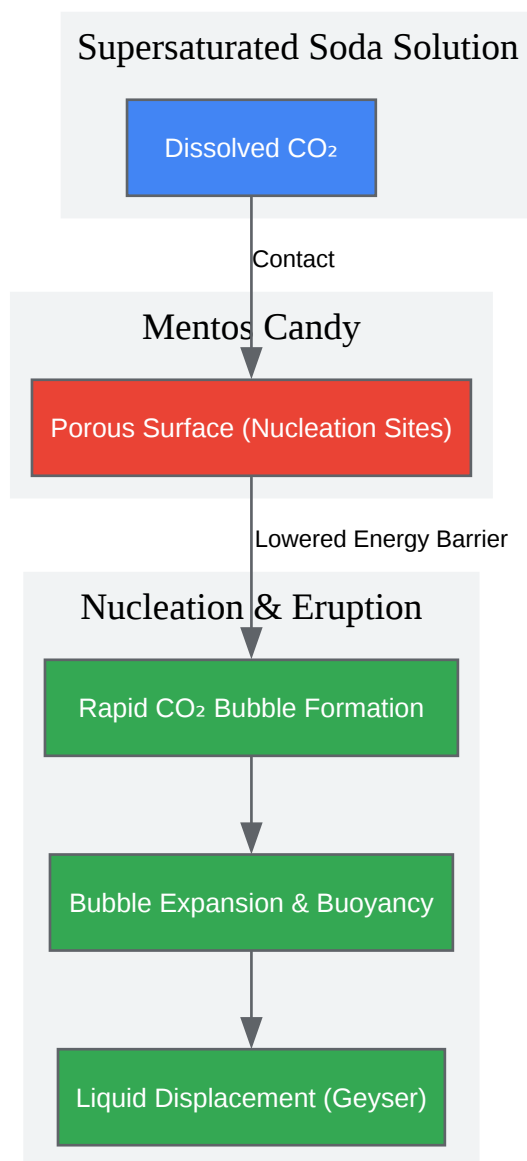 Supersaturated Soda Solution
Dissolved CO₂
Contact
Mentos Candy
Porous Surface (Nucleation Sites)
Lowered Energy Barrier
Nucleation & Eruption
Rapid CO₂ Bubble Formation
Bubble Expansion & Buoyancy
Liquid Displacement (Geyser)